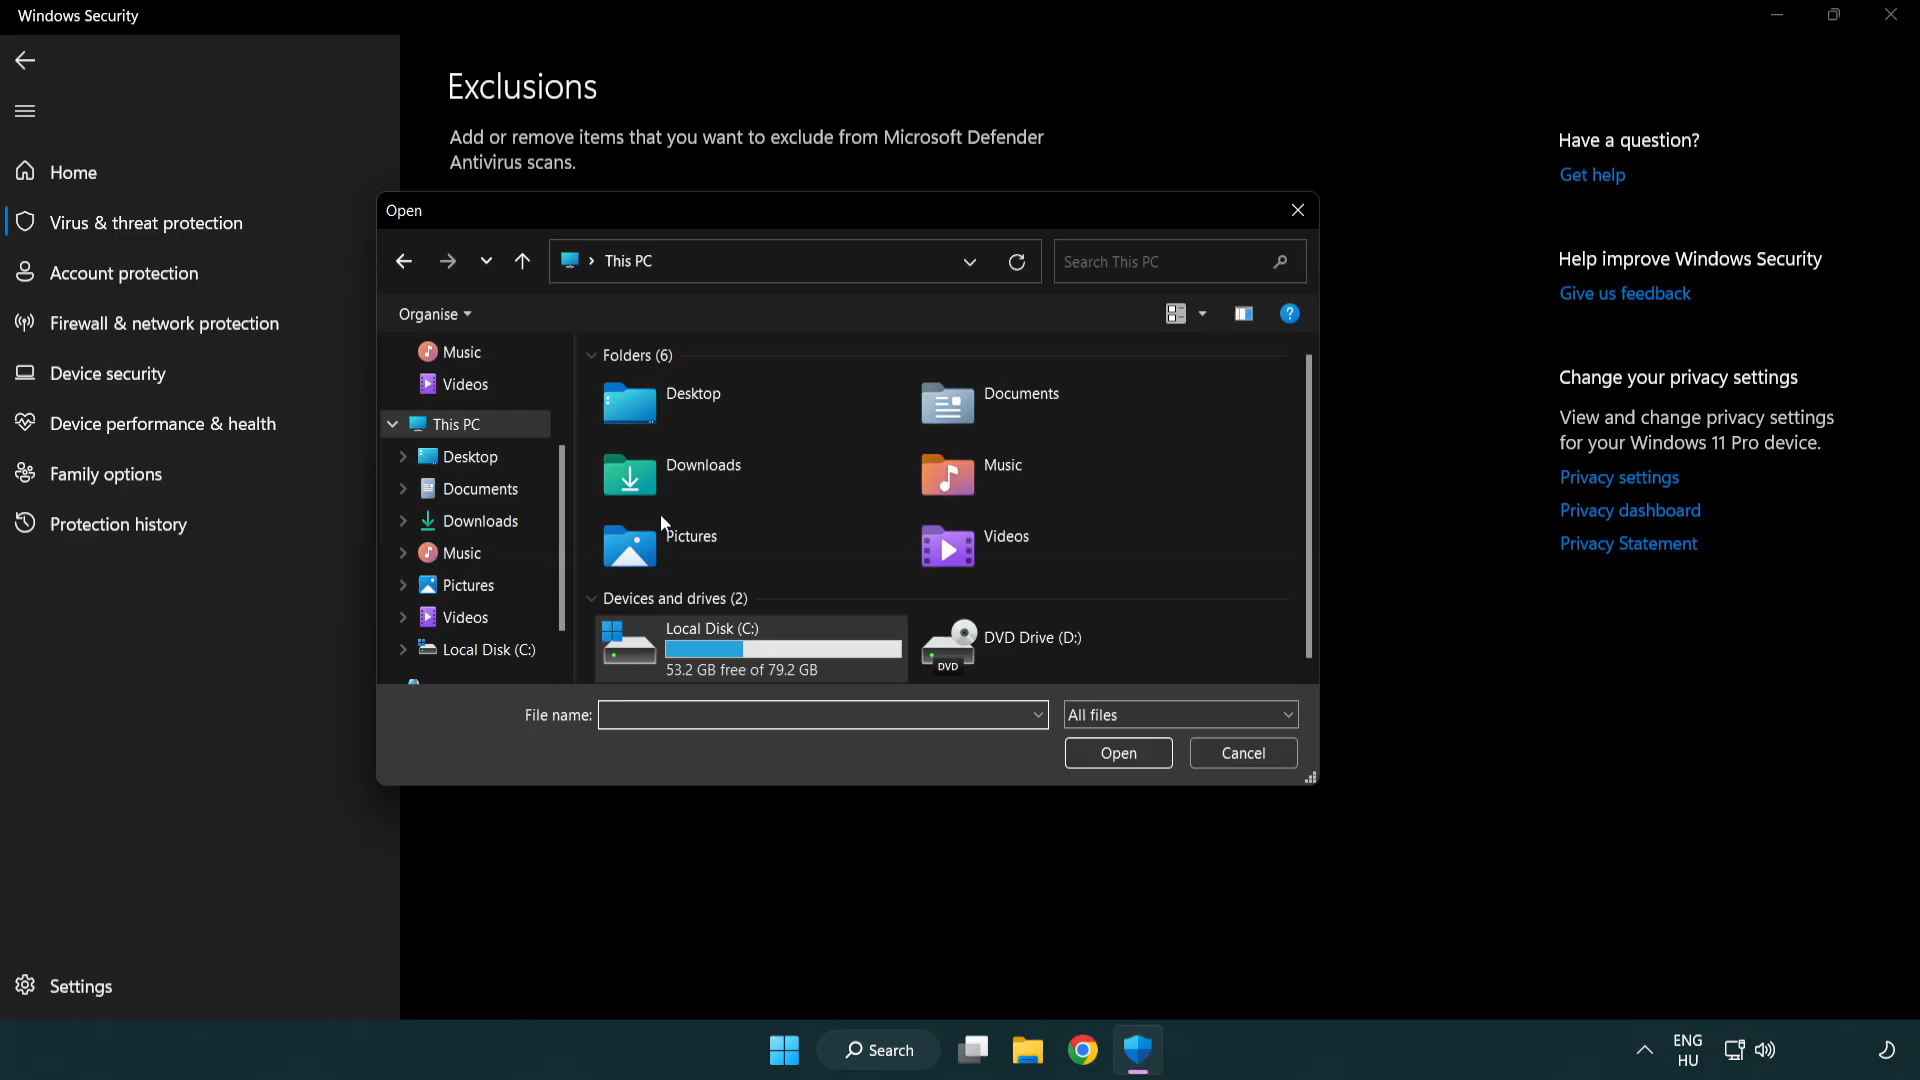 Windows Security
Home
Virus & threat protection
Account protection
Firewall & network protection
Device security
Device performance & health
Family options
Protection history
Settings
Exclusions
Add or remove items that you want to exclude from Microsoft Defender
Antivirus scans.
Open
This PC
Search This PC
Organise
Music
Videos
This PC
Desktop
Documents
Downloads
Music
Pictures
Videos
Local Disk (C:)
Folders (6)
Desktop
Documents
Downloads
Music
Pictures
Videos
Devices and drives (2)
Local Disk (C:)
53.2 GB free of 79.2 GB
DVD
DVD Drive (D:)
File name:
All files
Open
Cancel
Have a question?
Get help
Help improve Windows Security
Give us feedback
Change your privacy settings
View and change privacy settings
for your Windows 11 Pro device.
Privacy settings
Privacy dashboard
Privacy Statement
Search
ENG
HU